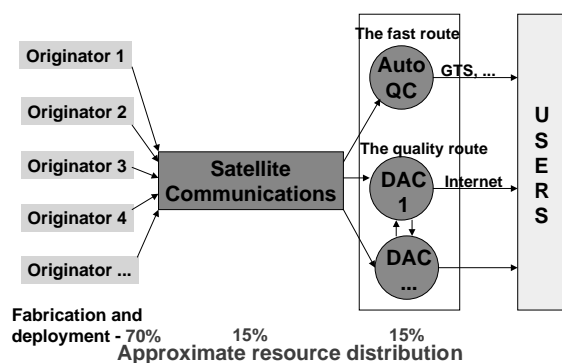 Originator 1
Originator 2
Originator 3
Originator 4
Originator ...
Satellite
Communications
The fast route
Auto
QC
GTS, ...
The quality route
DAC
1
Internet
DAC
...
USERS
Fabrication and
deployment - 70%
15%
15%
Approximate resource distribution